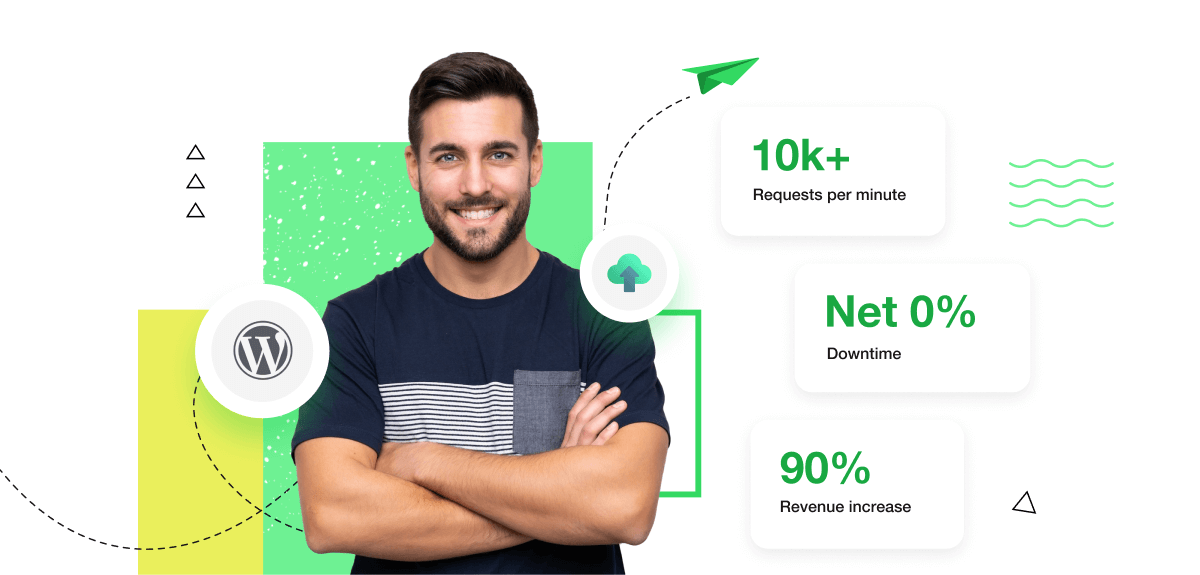 10k+
Requests per minute
Net 0%
Downtime
90%
Revenue increase